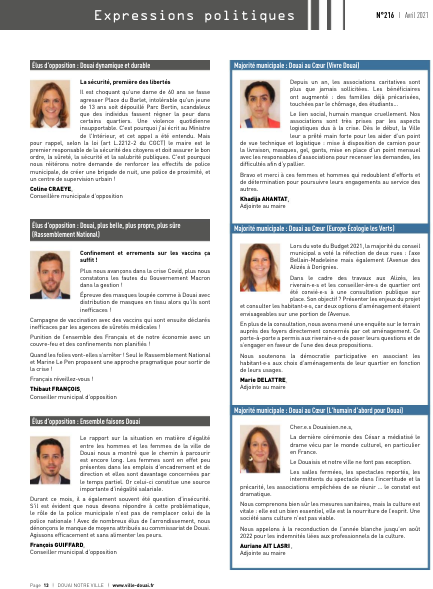 Expressions politiques
N°216 | Avril 2021
Élus d'opposition : Douai dynamique et durable
La sécurité, première des libertés
Il est choquant qu'une dame de 60 ans se fasse
agresser Place du Barlet, intolérable qu'un jeune
de 13 ans soit dépouillé Parc Bertin, scandaleux
que des individus fassent régner la peur dans
certains quartiers. Une violence quotidienne
insupportable. C'est pourquoi j'ai écrit au Ministre
de l'Intérieur, et cet appel a été entendu. Mais
pour rappel, selon la loi (art L.2212-2 du CGCT) le maire est le
premier responsable de la sécurité des citoyens et doit assurer le bon
ordre, la sûreté, la sécurité et la salubrité publiques. C'est pourquoi
nous réitérons notre demande de renforcer les effectifs de police
municipale, de créer une brigade de nuit, une police de proximité, et
un centre de supervision urbain !
Coline CRAEYE,
Conseillère municipale d'opposition
Élus d'opposition : Douai, plus belle, plus propre, plus sûre
(Rassemblement National)
Confinement et errements sur les vaccins ça
suffit !
Plus nous avançons dans la crise Covid, plus nous
constatons les fautes du Gouvernement Macron
dans la gestion !
Épreuve des masques loupée comme à Douai avec
distribution de masques en tissu alors qu'ils sont
inefficaces !
Campagne de vaccination avec des vaccins qui sont ensuite déclarés
inefficaces par les agences de sûretés médicales !
Punition de l'ensemble des Français et de notre économie avec un
couvre-feu et des confinements non planifiés !
Quand les folies vont-elles s'arrêter ! Seul le Rassemblement National
et Marine Le Pen proposent une approche pragmatique pour sortir de
la crise !
Français réveillez-vous !
Thibaut FRANÇOIS,
Conseiller municipal d'opposition
Élus d'opposition : Ensemble faisons Douai
Le rapport sur la situation en matière d'égalité
entre les hommes et les femmes de la ville de
Douai nous a montré que le chemin à parcourir
est encore long. Les femmes sont en effet peu
présentes dans les emplois d'encadrement et de
direction et elles sont davantage concernées par
le temps partiel. Or celui-ci constitue une source
importante d'inégalité salariale.
Durant ce mois, il a également souvent été question d'insécurité.
S'il est évident que nous devons répondre à cette problématique,
le rôle de la police municipale n'est pas de remplacer celui de la
police nationale ! Avec de nombreux élus de l'arrondissement, nous
dénonçons le manque de moyens attribués au commissariat de Douai.
Agissons efficacement et sans alimenter les peurs.
François GUIFFARD,
Conseiller municipal d'opposition
Majorité municipale : Douai au Cœur (Vivre Douai)
Depuis un an, les associations caritatives sont
plus que jamais sollicitées. Les bénéficiaires
ont augmenté : des familles déjà précarisées,
touchées par le chômage, des étudiants...
Le lien social, humain manque cruellement. Nos
associations sont très prises par les aspects
logistiques dus à la crise. Dès le début, la Ville
leur a prêté main forte pour les aider d'un point
de vue technique et logistique : mise à disposition de camion pour
la livraison, masques, gel, gants, mise en place d'un point mensuel
avec les responsables d'associations pour recenser les demandes, les
difficultés afin d'y pallier.
Bravo et merci à ces femmes et hommes qui redoublent d'efforts et
de détermination pour poursuivre leurs engagements au service des
autres.
Khadija AHANTAT,
Adjointe au maire
Majorité municipale : Douai au Cœur (Europe Écologie les Verts)
Lors du vote du Budget 2021, la majorité du conseil
municipal a voté la réfection de deux rues : l'axe
Bellain-Madeleine mais également l'Avenue des
Alizés à Dorignies.
Dans le cadre des travaux aux Alizés, les
riverain·e·s et les conseiller·ère·s de quartier ont
été convié·e·s à une consultation publique sur
place. Son objectif ? Présenter les enjeux du projet
et consulter les habitant·e·s, car deux options d'aménagement étaient
envisageables sur une portion de l'Avenue.
En plus de la consultation, nous avons mené une enquête sur le terrain
auprès des foyers directement concernés par cet aménagement. Ce
porte-à-porte a permis aux riverain·e·s de poser leurs questions et de
s'engager en faveur de l'une des deux propositions.
Nous soutenons la démocratie participative en associant les
habitant·e·s aux choix d'aménagements de leur quartier en fonction
de leurs usages.
Marie DELATTRE,
Adjointe au maire
Majorité municipale : Douai au Cœur (L'humain d'abord pour Douai)
Cher.e.s Douaisien.ne.s,
La dernière cérémonie des César a médiatisé le
drame vécu par le monde culturel, en particulier
en France.
Le Douaisis et notre ville ne font pas exception.
Les salles fermées, les spectacles reportés, les
intermittents du spectacle dans l'incertitude et la
précarité, les associations empêchées de se réunir ... le constat est
dramatique.
Nous comprenons bien sûr les mesures sanitaires, mais la culture est
vitale : elle est un bien essentiel, elle est la nourriture de l'esprit. Une
société sans culture n'est pas viable.
Nous appelons à la reconduction de l'année blanche jusqu'en août
2022 pour les indemnités liées aux professionnels de la culture.
Auriane AIT LASRI,
Adjointe au maire
Page 13 | DOUAI NOTRE VILLE | www.ville-douai.fr